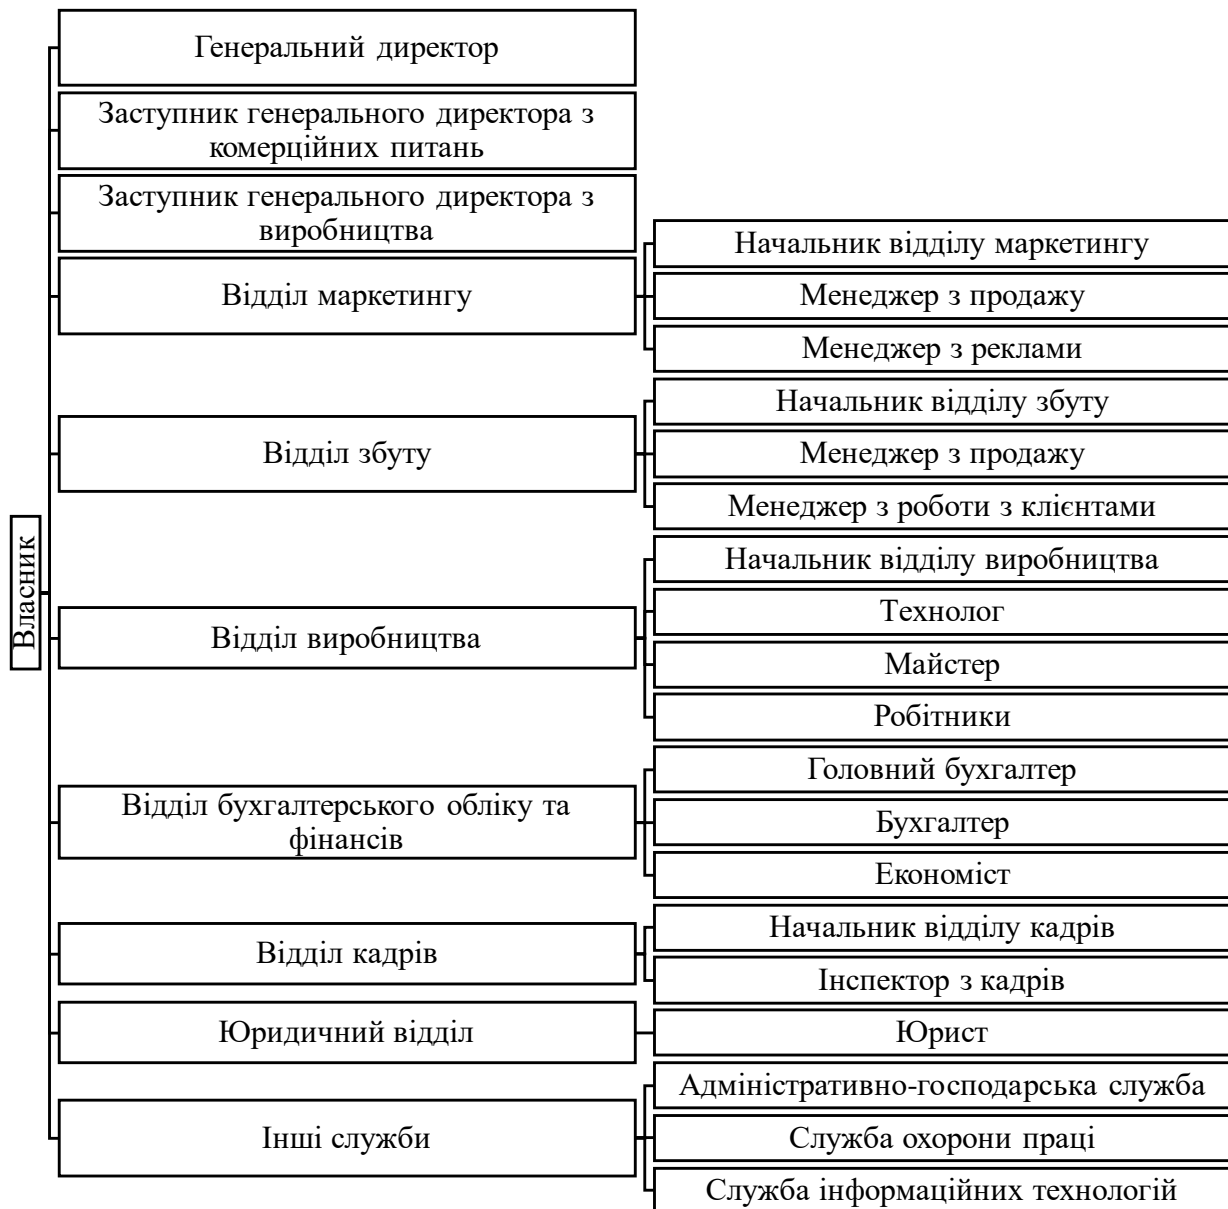 Власник
Генеральний директор
Заступник генерального директора з
комерційних питань
Заступник генерального директора з
виробництва
Відділ маркетингу
Начальник відділу маркетингу
Менеджер з продажу
Менеджер з реклами
Відділ збуту
Начальник відділу збуту
Менеджер з продажу
Менеджер з роботи з клієнтами
Відділ виробництва
Начальник відділу виробництва
Технолог
Майстер
Робітники
Відділ бухгалтерського обліку та
фінансів
Головний бухгалтер
Бухгалтер
Економіст
Відділ кадрів
Начальник відділу кадрів
Інспектор з кадрів
Юридичний відділ
Юрист
Інші служби
Адміністративно-господарська служба
Служба охорони праці
Служба інформаційних технологій